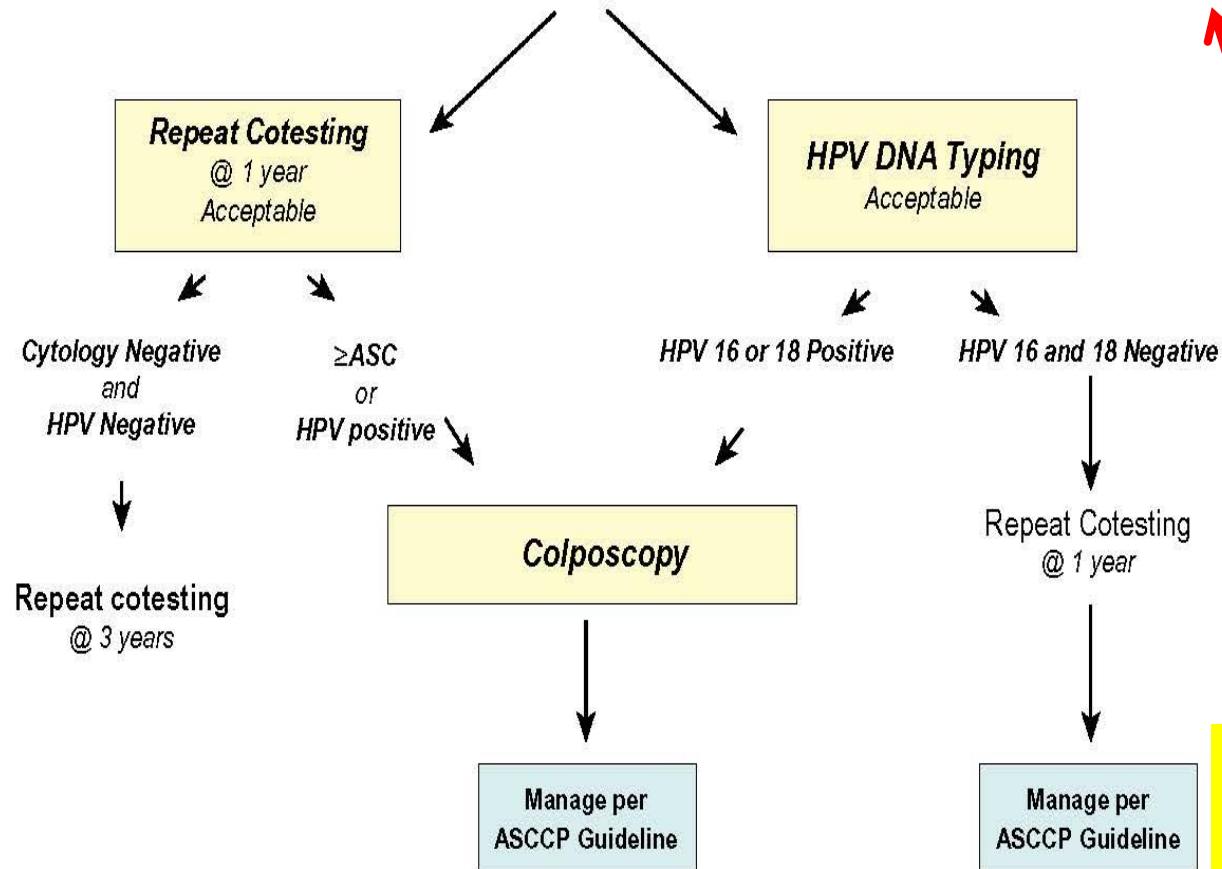 Repeat Cotesting
@ 1 year
Acceptable
HPV DNA Typing
Acceptable
Cytology Negative
and
HPV Negative
≥ASC
or
HPV positive
HPV 16 or 18 Positive
HPV 16 and 18 Negative
Repeat cotesting
@ 3 years
Colposcopy
Repeat Cotesting
@ 1 year
Manage per
ASCCP Guideline
Manage per
ASCCP Guideline